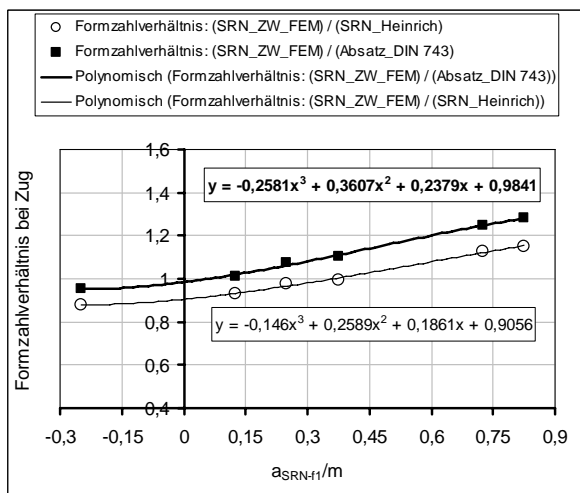 Formzahlverhältnis: (SRN_ZW_FEM) / (SRN_Heinrich)
Formzahlverhältnis: (SRN_ZW_FEM) / (Absatz_DIN 743)
Polynomisch (Formzahlverhältnis: (SRN_ZW_FEM) / (Absatz_DIN 743))
Polynomisch (Formzahlverhältnis: (SRN_ZW_FEM) / (SRN_Heinrich))
Formzahlverhältnis bei Zug
1,6
1,4
1,2
1
0,8
0,6
0,4
y = -0,2581x³ + 0,3607x² + 0,2379x + 0,9841
y = -0,146x³ + 0,2589x² + 0,1861x + 0,9056
-0,3 -0,15 0 0,15 0,3 0,45 0,6 0,75 0,9
a_SRN-f1/m